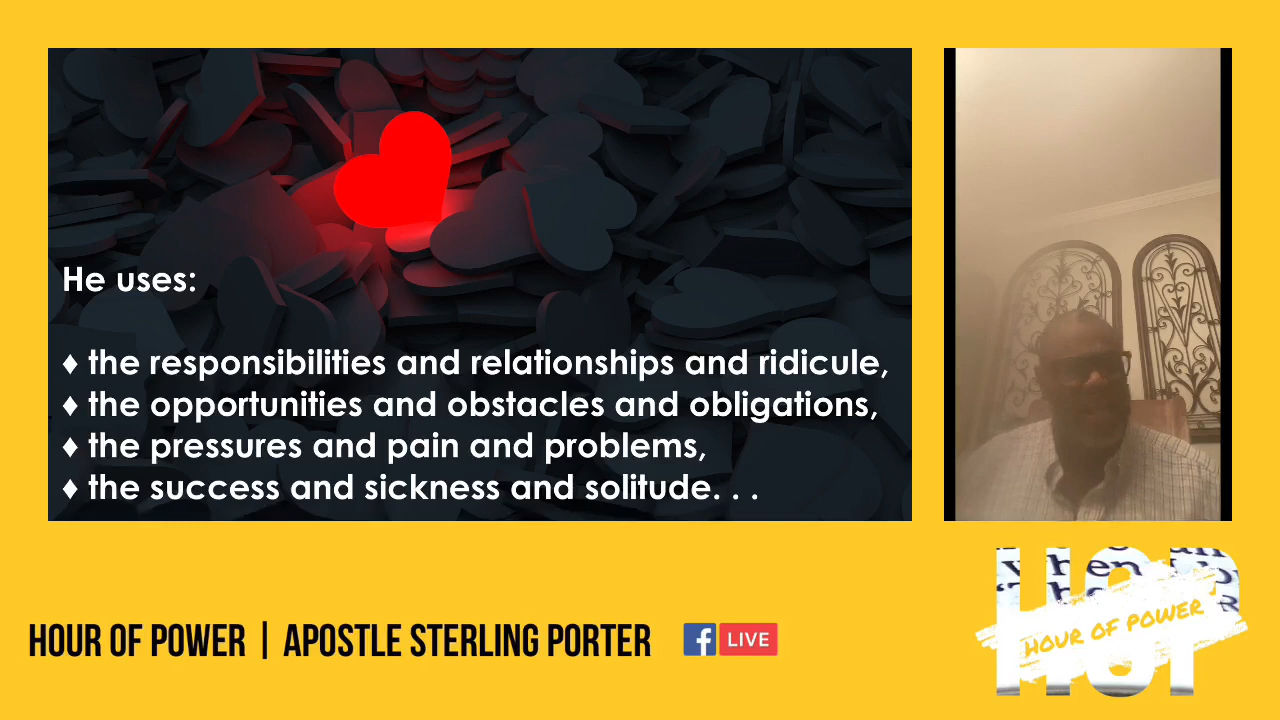 He uses:
♦ the responsibilities and relationships and ridicule,
♦ the opportunities and obstacles and obligations,
♦ the pressures and pain and problems,
♦ the success and sickness and solitude. . .
HOUR OF POWER | APOSTLE STERLING PORTER
f LIVE
HOP
HOUR OF POWER